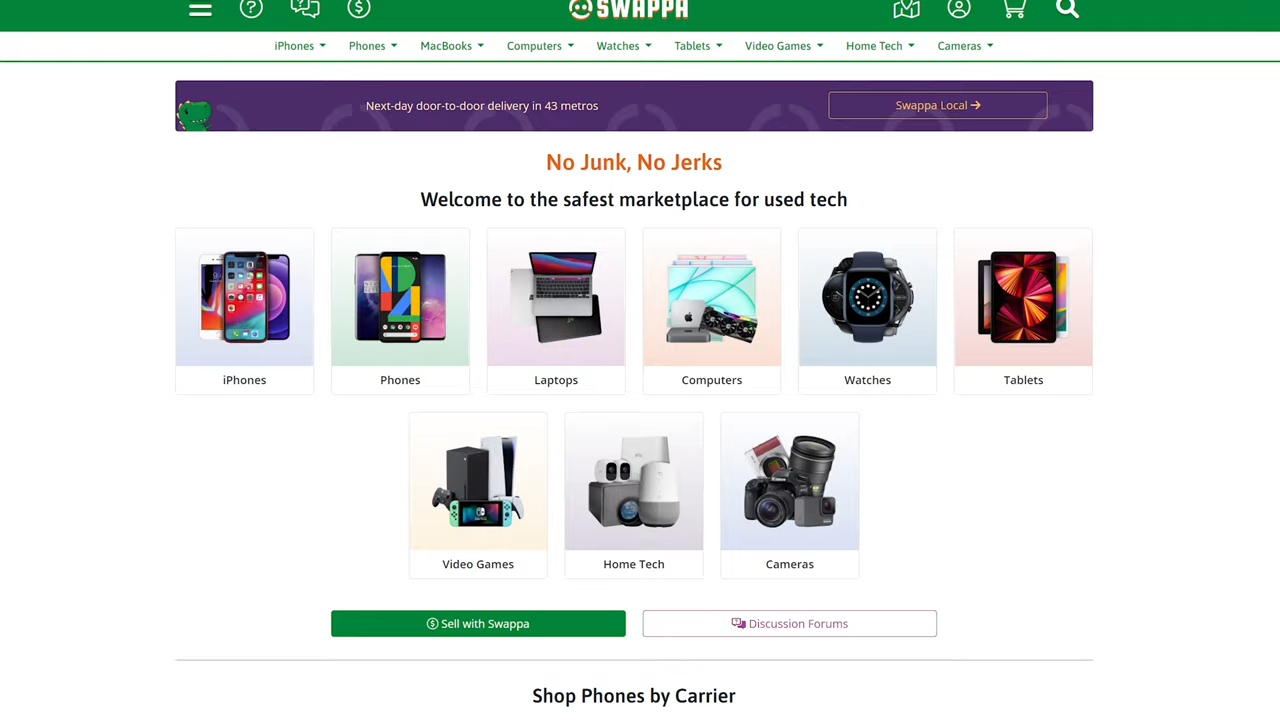 SWAPPA
iPhones Phones MacBooks Computers Watches Tablets Video Games Home Tech Cameras
Next-day door-to-door delivery in 43 metros
Swappa Local →
No Junk, No Jerks
Welcome to the safest marketplace for used tech
iPhones Phones Laptops Computers Watches Tablets
Video Games Home Tech Cameras
Sell with Swappa
Discussion Forums
Shop Phones by Carrier